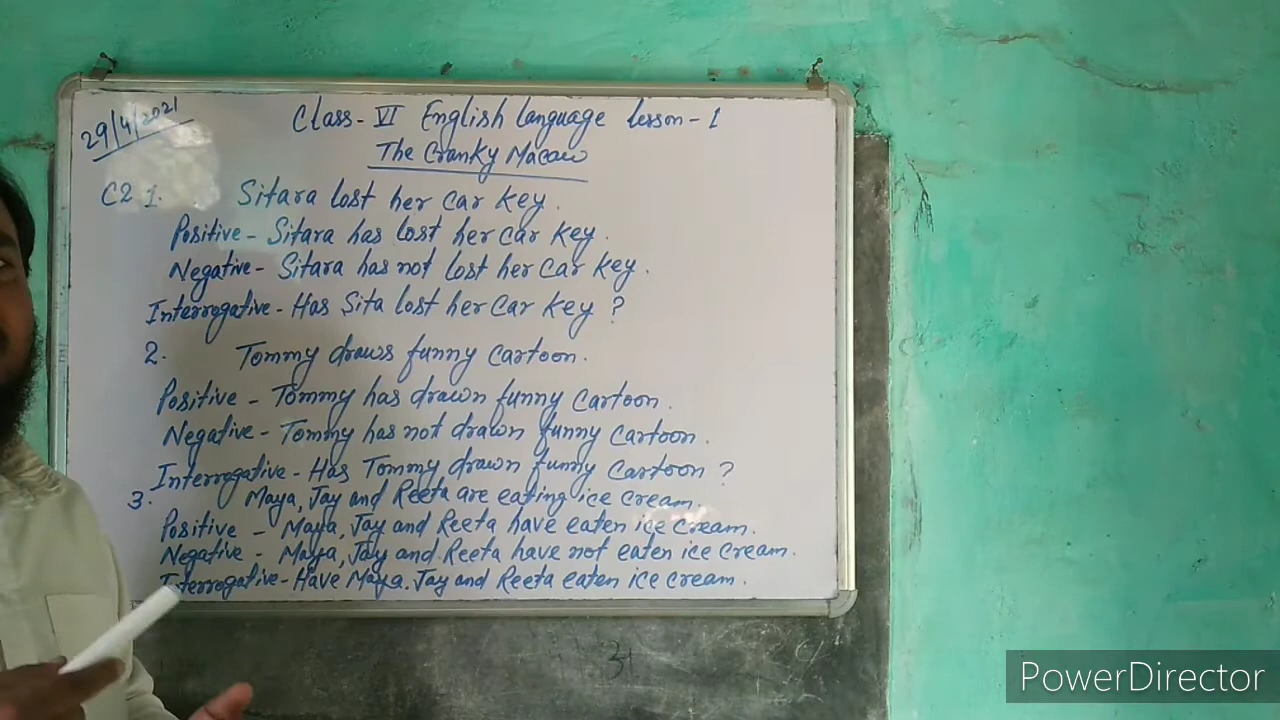 29/4/2021
Class- VI English language lesson-1
The Cranky Macaw
C2 1. Sitara lost her car key.
Positive - Sitara has lost her car key.
Negative - Sitara has not lost her car key.
Interrogative - Has Sita lost her car key ?
2. Tommy draws funny cartoon.
Positive - Tommy has drawn funny cartoon.
Negative - Tommy has not drawn funny cartoon.
Interrogative - Has Tommy drawn funny cartoon ?
3. Maya, Jay and Reeta are eating ice cream.
Positive - Maya, Jay and Reeta have eaten ice cream.
Negative - Maya, Jay and Reeta have not eaten ice cream.
Interrogative - Have Maya. Jay and Reeta eaten ice cream.
PowerDirector